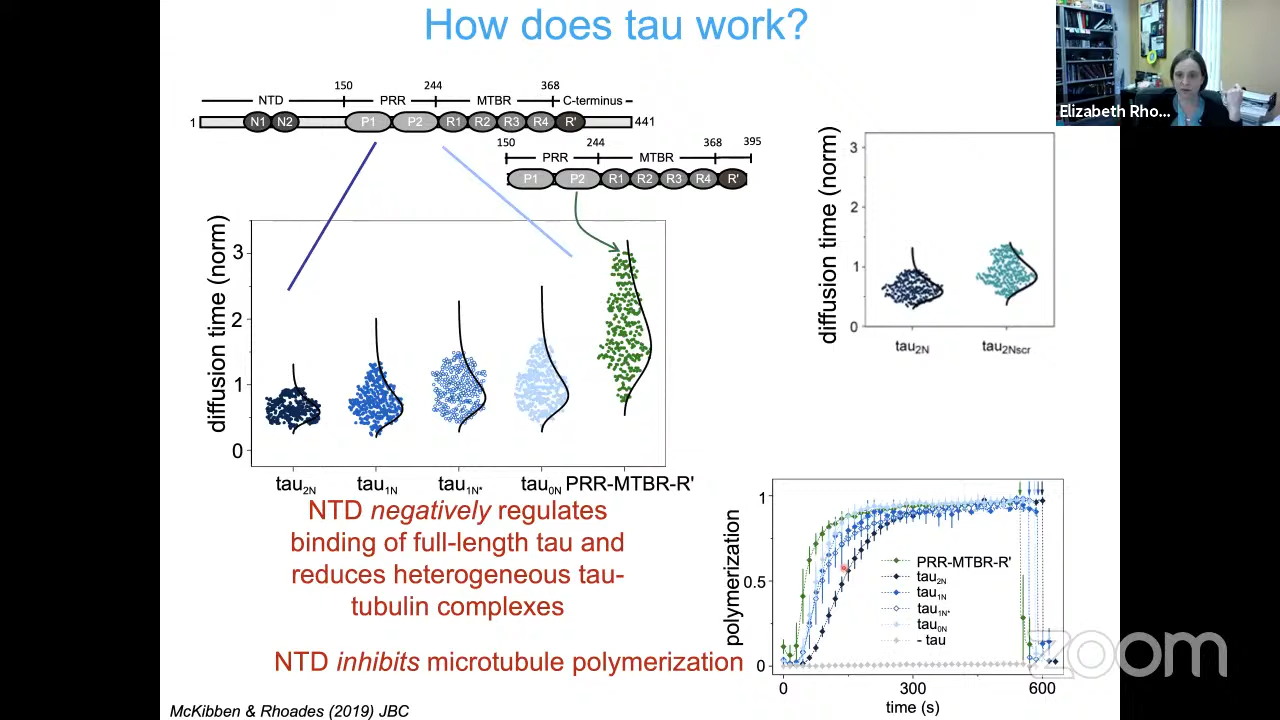 How does tau work?
Elizabeth Rho...
150 244 368
NTD PRR MTBR C-terminus
1 N1 N2 P1 P2 R1 R2 R3 R4 R' 441
150 244 368 395
PRR MTBR
P1 P2 R1 R2 R3 R4 R'
diffusion time (norm)
3
2
1
0
tau2N tau1N tau1N* tau0N PRR-MTBR-R'
diffusion time (norm)
3
2
1
0
tau2N tau2Nscr
NTD negatively regulates
binding of full-length tau and
reduces heterogeneous tau-
tubulin complexes
NTD inhibits microtubule polymerization
polymerization
1
0.5
0
PRR-MTBR-R'
tau2N
tau1N
tau1N*
tau0N
- tau
0 300 600
time (s)
zoom
McKibben & Rhoades (2019) JBC